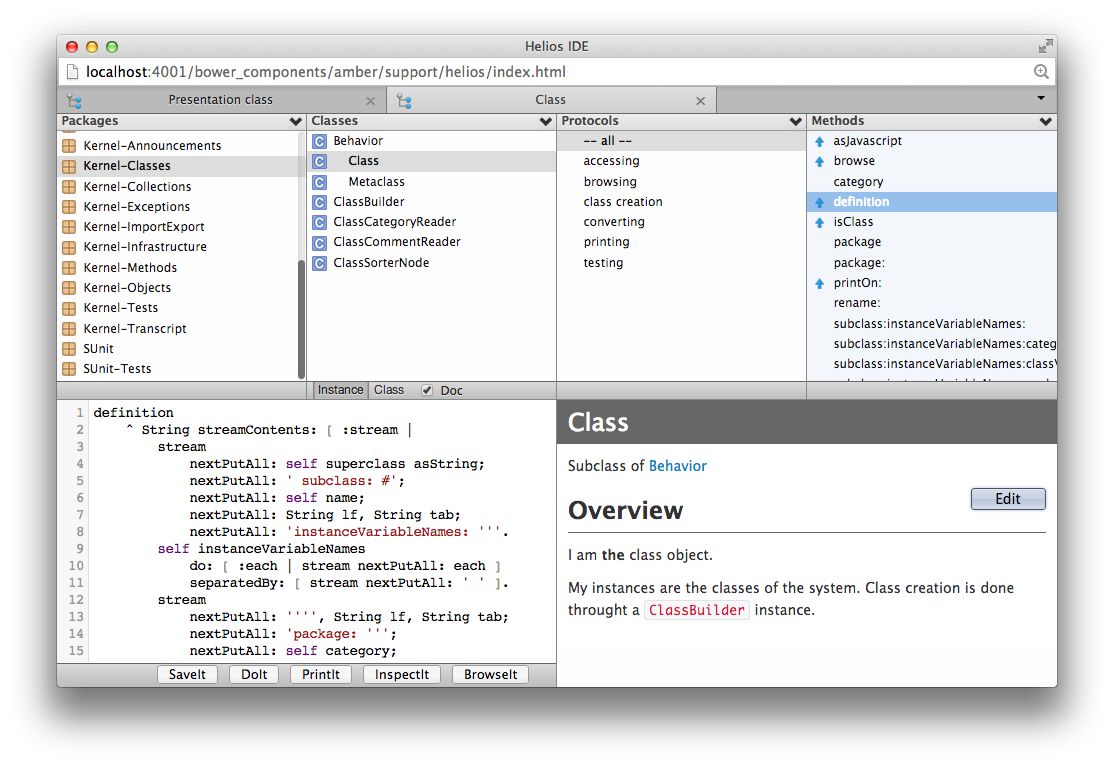 Helios IDE
localhost:4001/bower_components/amber/support/helios/index.html
Presentation class
Class
Packages
Kernel-Announcements
Kernel-Classes
Kernel-Collections
Kernel-Exceptions
Kernel-ImportExport
Kernel-Infrastructure
Kernel-Methods
Kernel-Objects
Kernel-Tests
Kernel-Transcript
SUnit
SUnit-Tests
Classes
Behavior
Class
Metaclass
ClassBuilder
ClassCategoryReader
ClassCommentReader
ClassSorterNode
Protocols
-- all --
accessing
browsing
class creation
converting
printing
testing
Methods
asJavascript
browse
category
definition
isClass
package
package:
printOn:
rename:
subclass:instanceVariableNames:
subclass:instanceVariableNames:categ
subclass:instanceVariableNames:class
Instance Class Doc
1 definition
2 ^ String streamContents: [ :stream |
3 stream
4 nextPutAll: self superclass asString;
5 nextPutAll: ' subclass: #';
6 nextPutAll: self name;
7 nextPutAll: String lf, String tab;
8 nextPutAll: 'instanceVariableNames: '''.
9 self instanceVariableNames
10 do: [ :each | stream nextPutAll: each ]
11 separatedBy: [ stream nextPutAll: ' ' ].
12 stream
13 nextPutAll: '''', String lf, String tab;
14 nextPutAll: 'package: ''';
15 nextPutAll: self category;
SaveIt DoIt PrintIt InspectIt BrowseIt
Class
Subclass of Behavior
Edit
Overview
I am the class object.
My instances are the classes of the system. Class creation is done
throught a ClassBuilder instance.